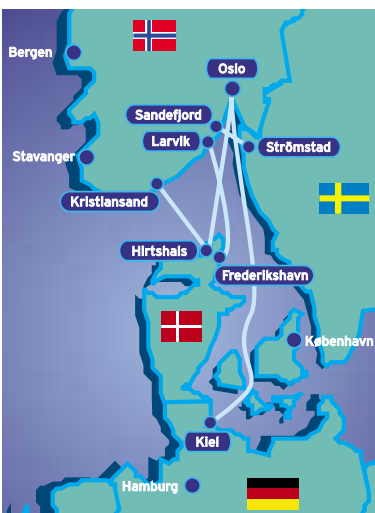 Bergen
Oslo
Sandefjord
Larvik
Strömstad
Stavanger
Kristiansand
Hirtshals
Frederikshavn
København
Kiel
Hamburg